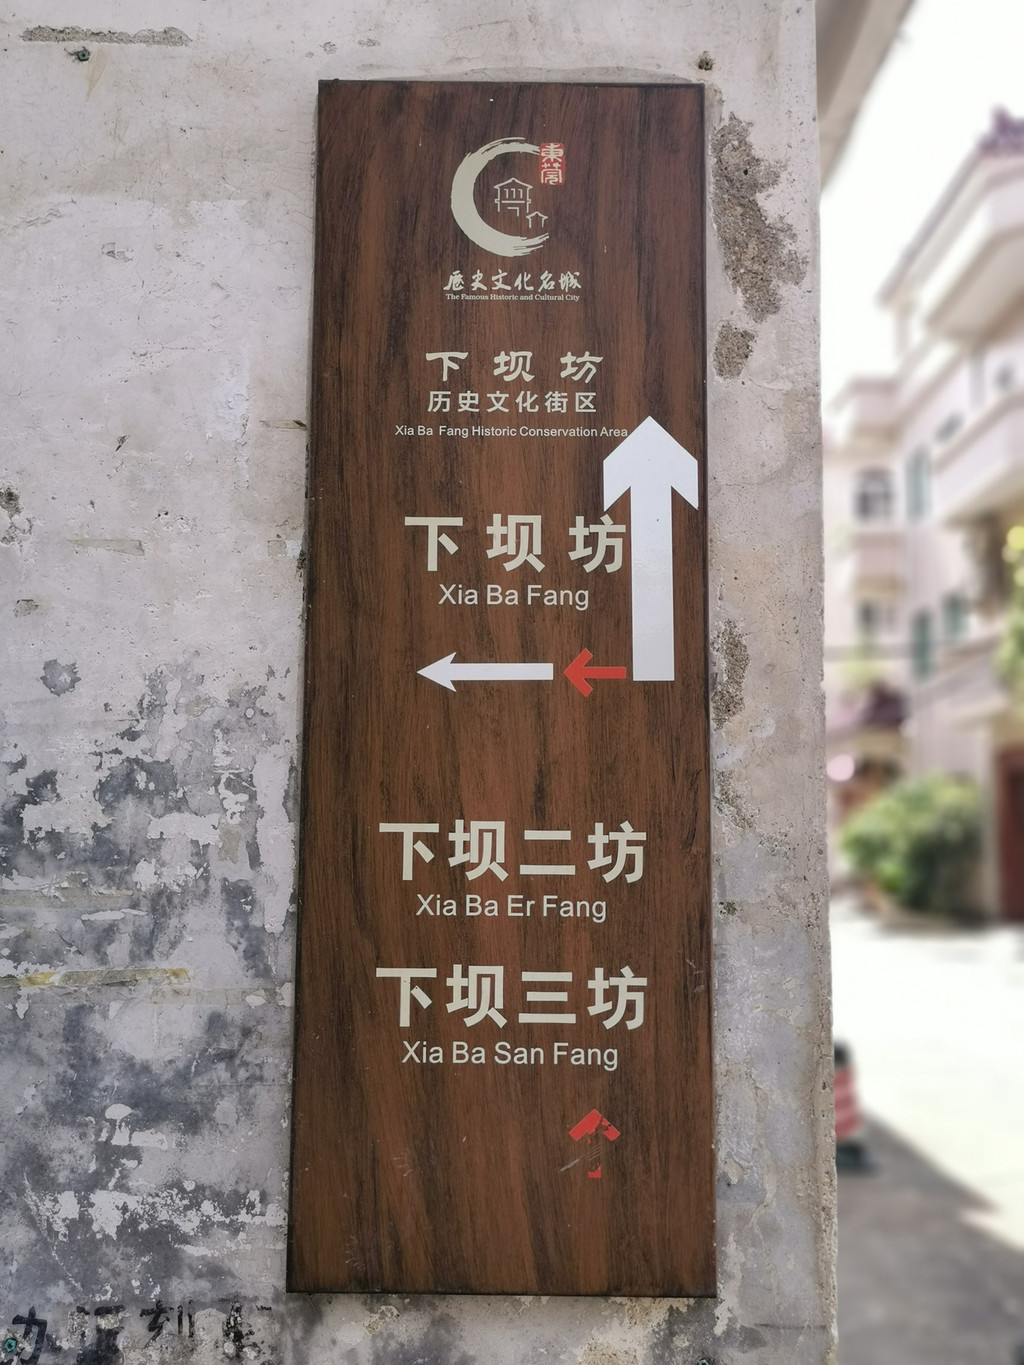 東莞
歷史文化名城
The Famous Historic and Cultural City
下坝坊
历史文化街区
Xia Ba Fang Historic Conservation Area
下坝坊
Xia Ba Fang
下坝二坊
Xia Ba Er Fang
下坝三坊
Xia Ba San Fang